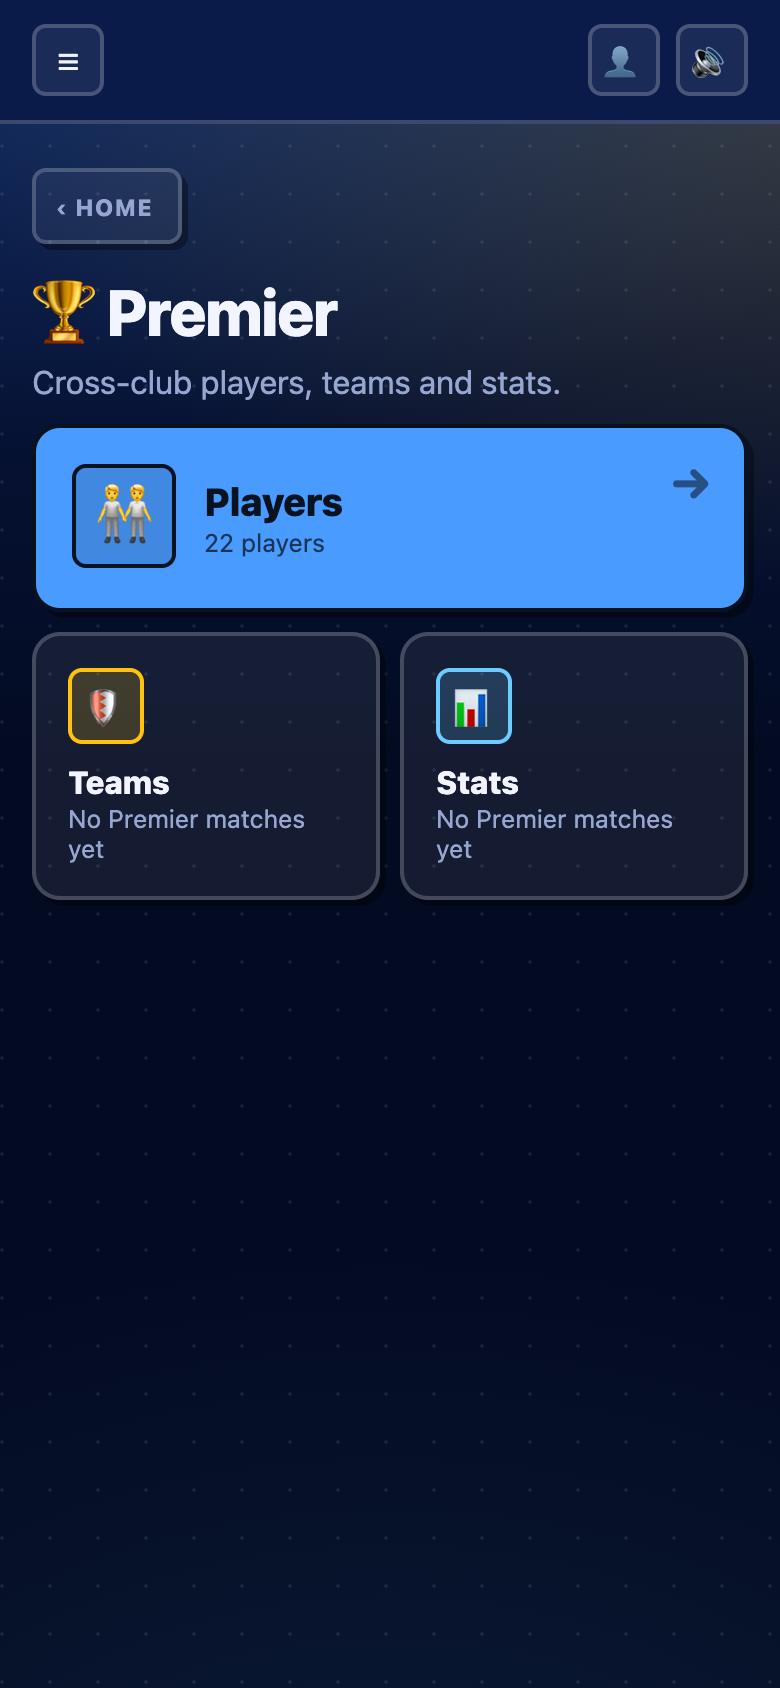 ‹ HOME
🏆 Premier
Cross-club players, teams and stats.
Players
22 players
Teams
No Premier matches
yet
Stats
No Premier matches
yet